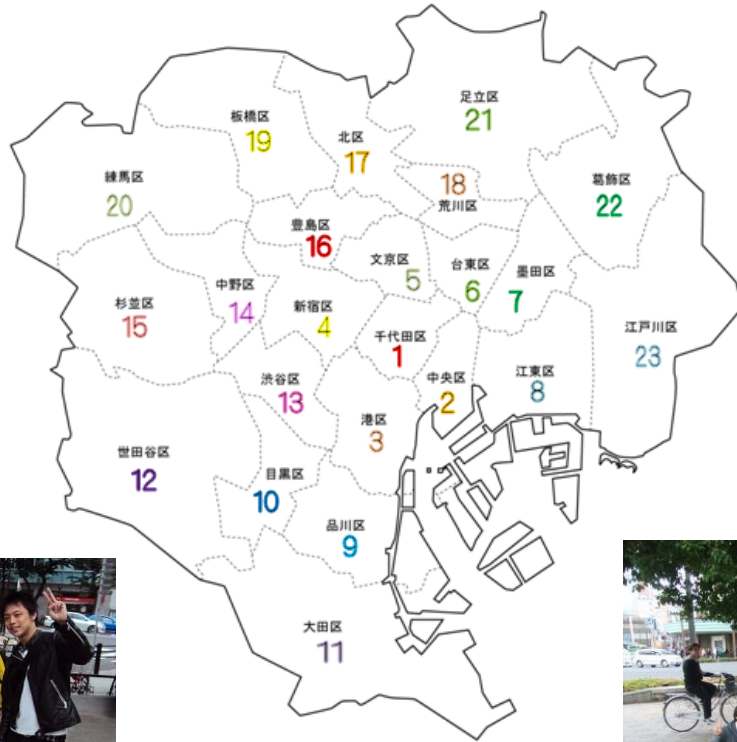 足立区
21
板橋区
19
北区
17
18
荒川区
練馬区
20
葛飾区
22
豊島区
16
文京区
5
台東区
6
墨田区
7
中野区
14
杉並区
15
新宿区
4
千代田区
1
江戸川区
23
渋谷区
13
中央区
2
江東区
8
港区
3
世田谷区
12
目黒区
10
品川区
9
大田区
11